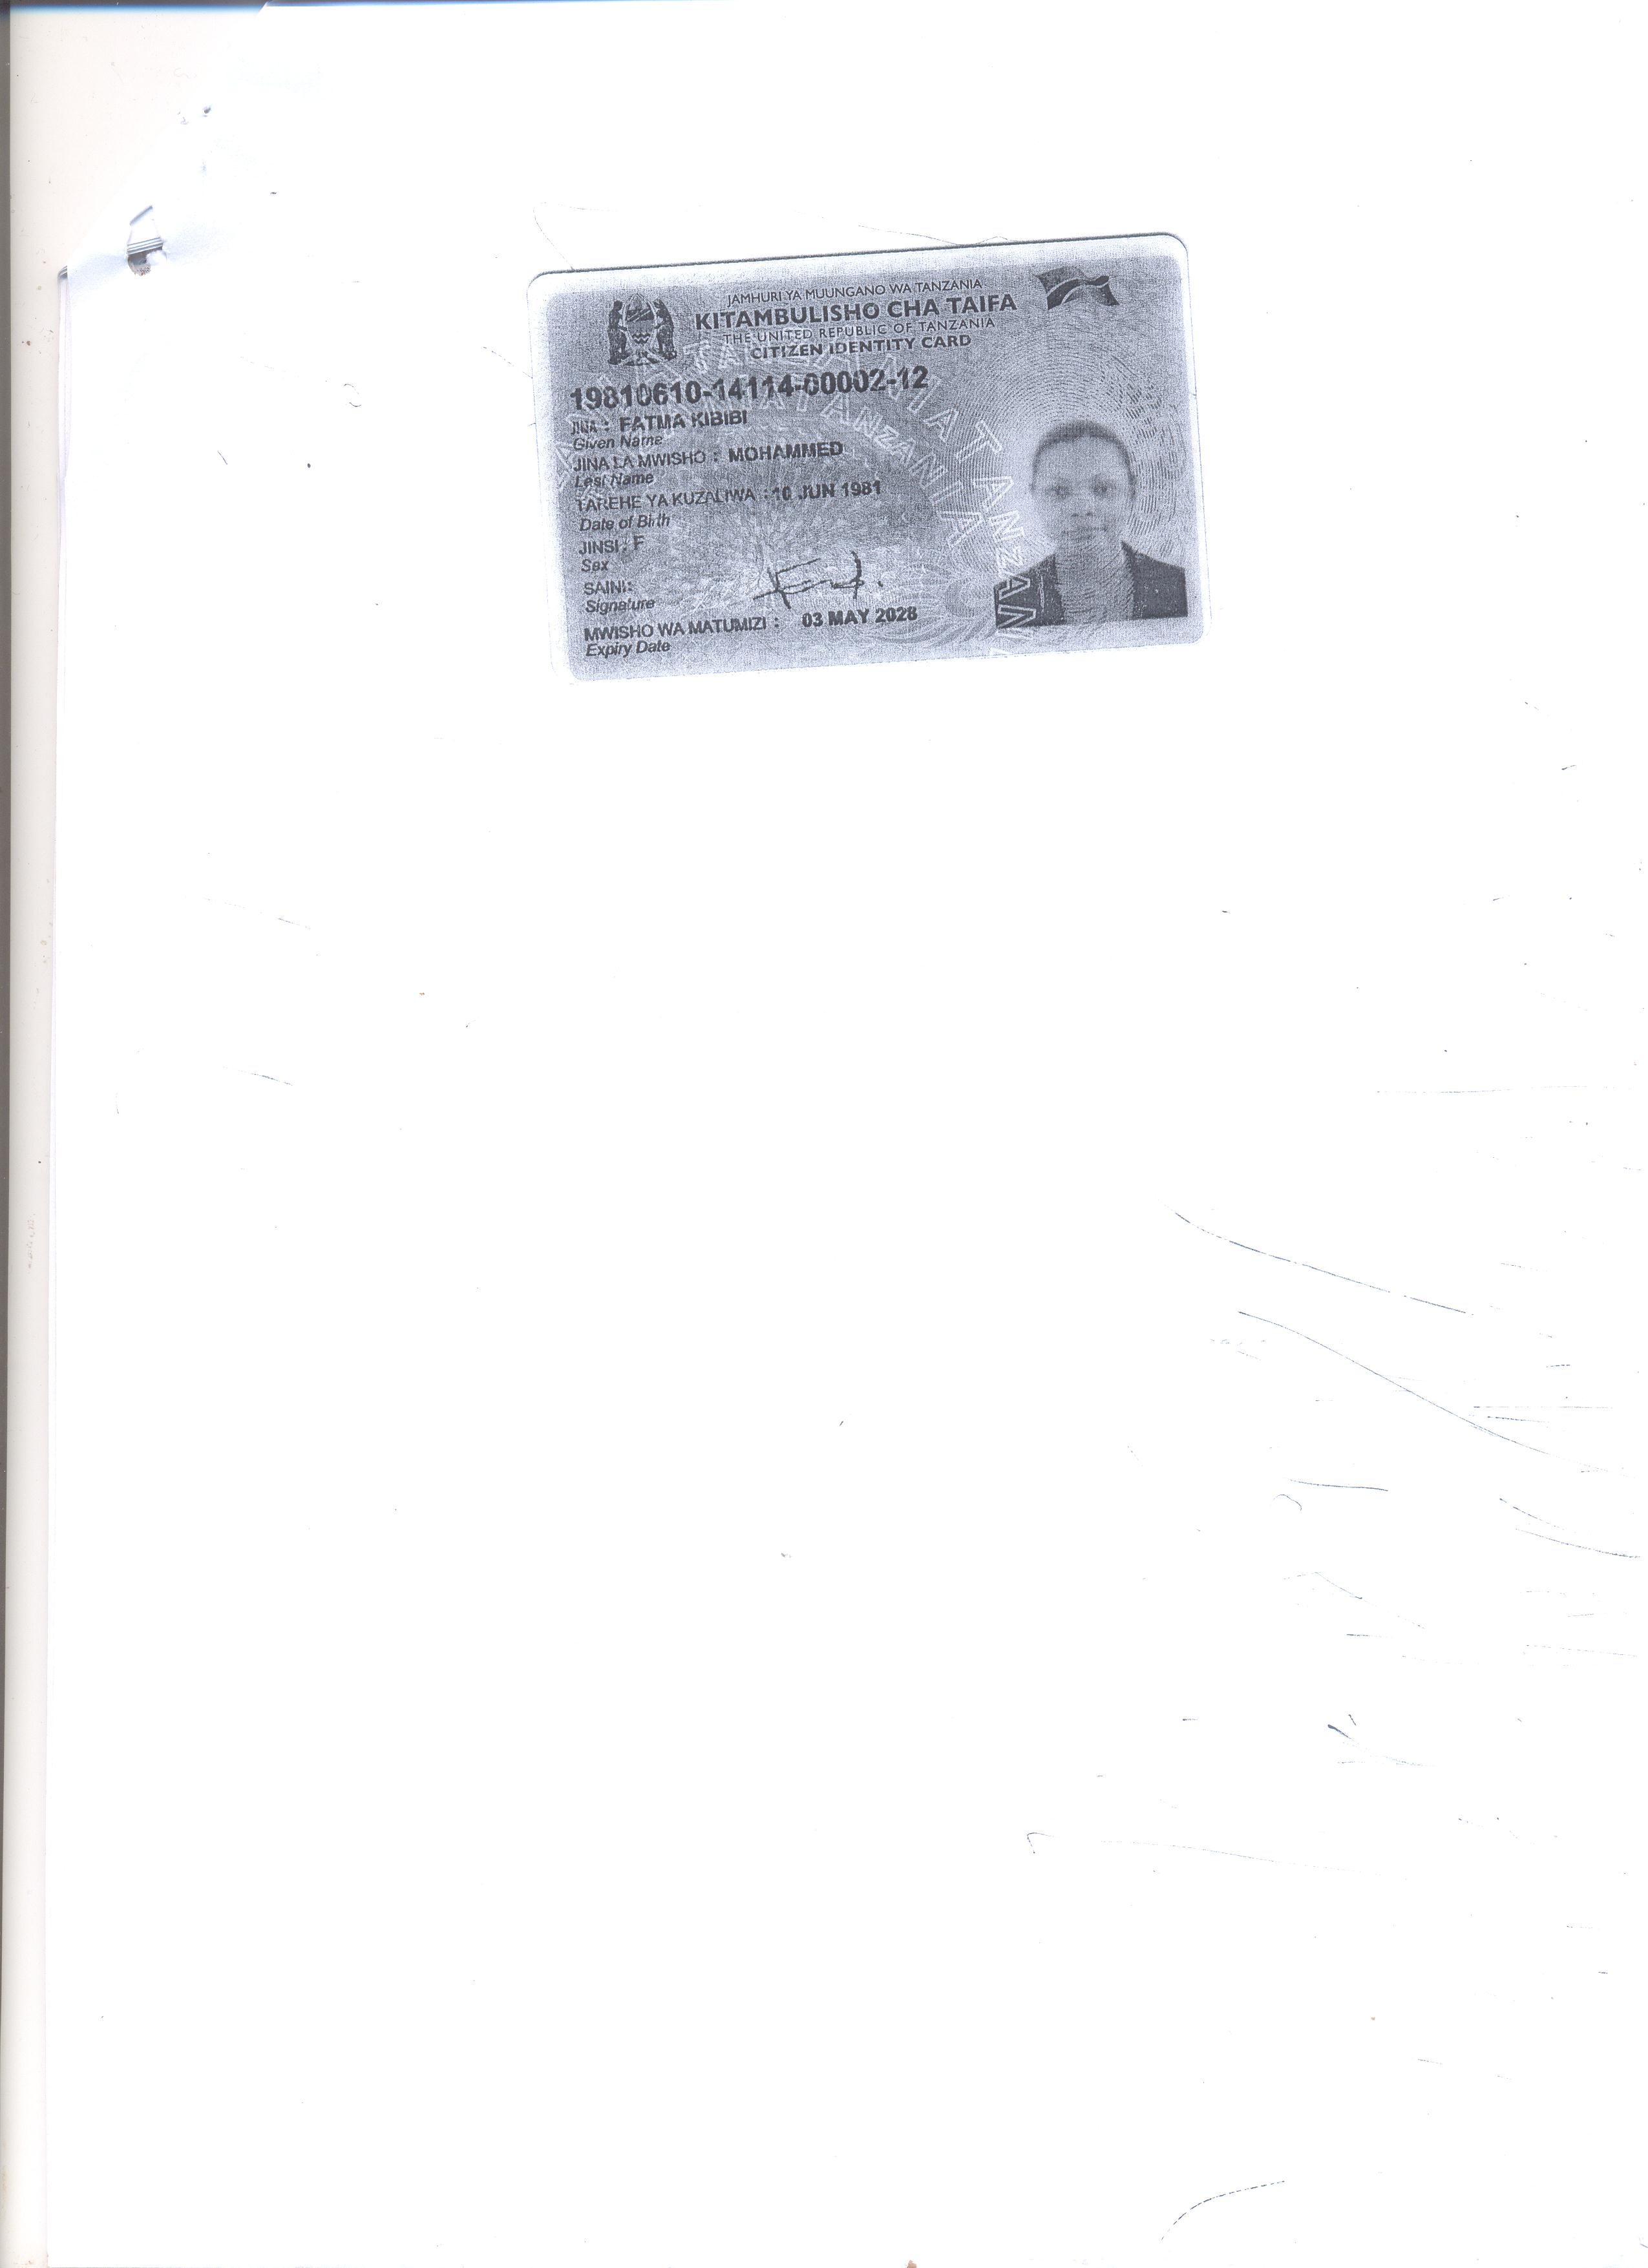 JAMHURI YA MUUNGANO WA TANZANIA
KITAMBULISHO CHA TAIFA
THE UNITED REPUBLIC OF TANZANIA
CITIZEN IDENTITY CARD
19810610-14114-00002-12
JINA : FATMA KIBIBI
Given Name
JINA LA MWISHO : MOHAMMED
Last Name
TAREHE YA KUZALIWA : 10 JUN 1981
Date of Birth
JINSI : F
Sex
SAINI:
Signature
MWISHO WA MATUMIZI : 03 MAY 2028
Expiry Date